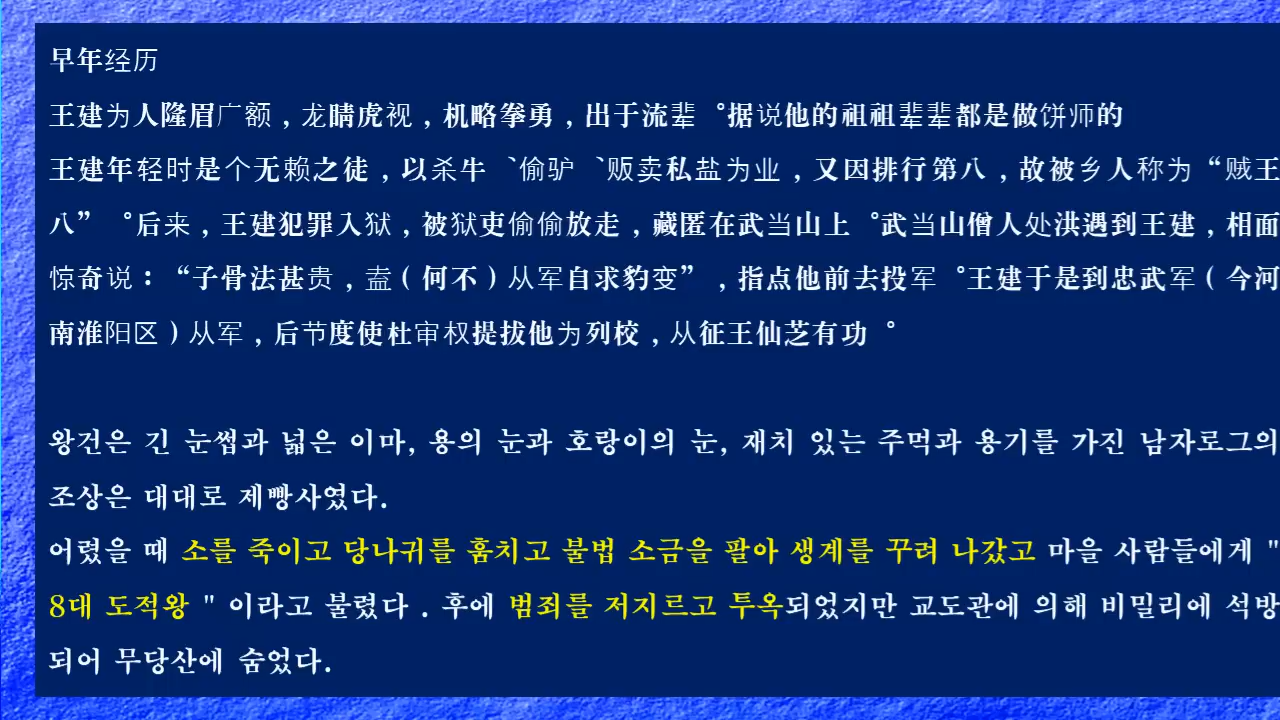 早年经历
王建为人隆眉广额,龙睛虎视,机略拳勇,出于流辈。据说他的祖祖辈辈都是做饼师的
王建年轻时是个无赖之徒,以杀牛、偷驴、贩卖私盐为业,又因排行第八,故被乡人称为“贼王
八”。后来,王建犯罪入狱,被狱吏偷偷放走,藏匿在武当山上。武当山僧人处洪遇到王建,相面
惊奇说:“子骨法甚贵,盍(何不)从军自求豹变”,指点他前去投军。王建于是到忠武军(今河
南淮阳区)从军,后节度使杜审权提拔他为列校,从征王仙芝有功。
왕건은 긴 눈썹과 넓은 이마, 용의 눈과 호랑이의 눈, 재치 있는 주먹과 용기를 가진 남자로그의
조상은 대대로 제빵사였다.
어렸을 때 소를 죽이고 당나귀를 훔치고 불법 소금을 팔아 생계를 꾸려 나갔고 마을 사람들에게 "
8대 도적왕 " 이라고 불렸다 . 후에 범죄를 저지르고 투옥되었지만 교도관에 의해 비밀리에 석방
되어 무당산에 숨었다.